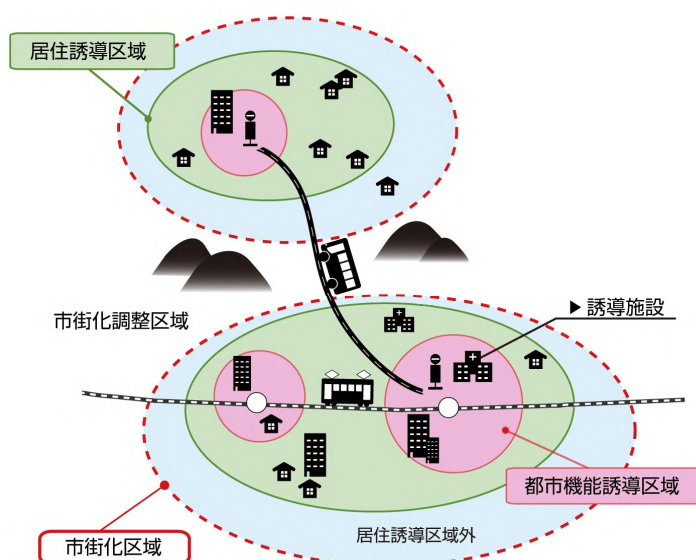 居住誘導区域
市街化調整区域
▶ 誘導施設
都市機能誘導区域
居住誘導区域外
市街化区域